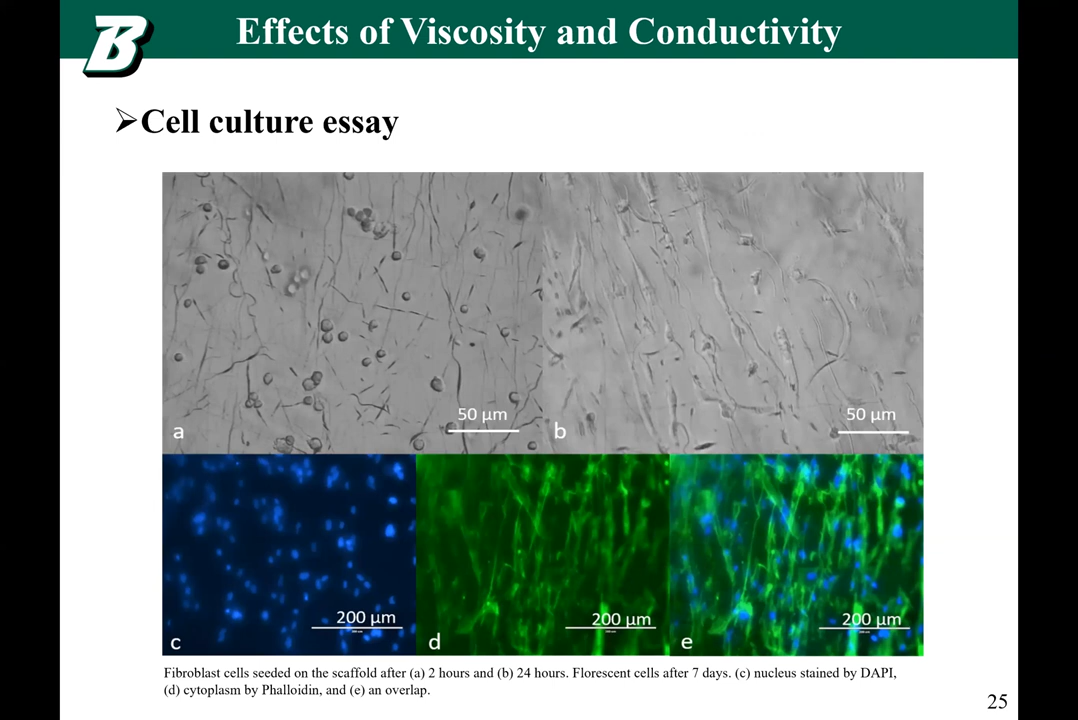 B
Effects of Viscosity and Conductivity
➢Cell culture essay
50 μm
a
50 μm
b
200 μm
c
200 μm
d
200 μm
e
Fibroblast cells seeded on the scaffold after (a) 2 hours and (b) 24 hours. Florescent cells after 7 days. (c) nucleus stained by DAPI,
(d) cytoplasm by Phalloidin, and (e) an overlap.
25